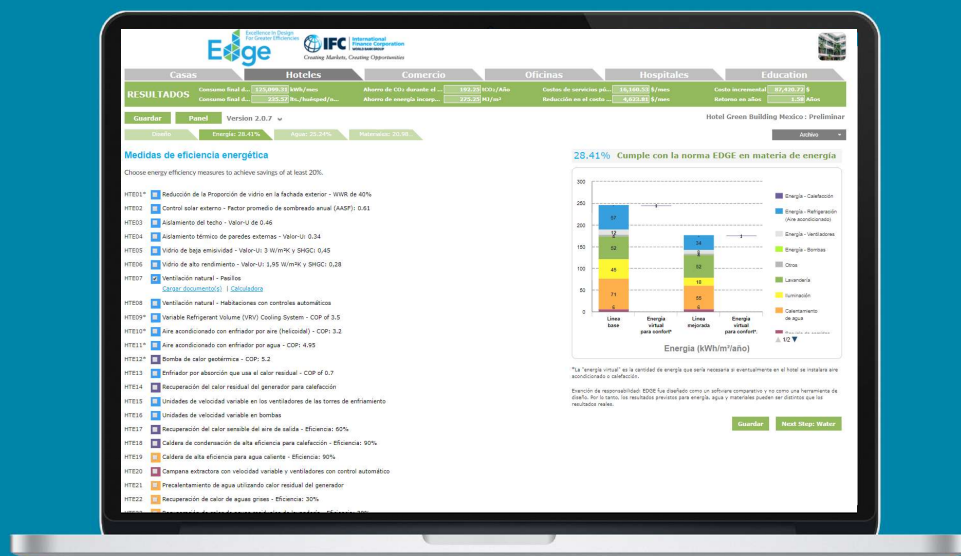 Excellence In Design
For Greater Efficiencies
Edge
IFC International
Finance Corporation
WORLD BANK GROUP
Creating Markets, Creating Opportunities
Casas Hoteles Comercio Oficinas Hospitales Education
RESULTADOS
Consumo final d... kWh/mes Ahorro de CO₂ durante el ... tCO₂/Año Costos de servicios pú... $/mes Costo incremental $
Consumo final d... Ahorro de energía incorp... MJ/m² Reducción en el costo ... $/mes Retorno en años 1.58 Años
Guardar Panel Version 2.0.7
Hotel Green Building Mexico: Preliminar
Diseño Energía: 28.41%
Archivo
Medidas de eficiencia energética
Choose energy efficiency measures to achieve savings of at least 20%.
HTE01* Reducción de la Proporción de vidrio en la fachada exterior - WWR de 40%
HTE02 Control solar externo - Factor promedio de sombreado anual (AASF): 0.61
HTE03 Aislamiento del techo - Valor-U de 0.46
HTE04 Aislamiento térmico de paredes externas - Valor-U: 0.34
HTE05 Vidrio de baja emisividad - Valor-U: 3 W/m²K y SHGC: 0,45
HTE06 Vidrio de alto rendimiento - Valor-U: 1,95 W/m²K y SHGC: 0,28
HTE07 Ventilación natural - Pasillos
Cargar documento(s) | Calculadora
HTE08 Ventilación natural - Habitaciones con controles automáticos
HTE09* Variable Refrigerant Volume (VRV) Cooling System - COP of 3.5
HTE10* Aire acondicionado con enfriador por aire (helicoidal) - COP: 3.2
HTE11* Aire acondicionado con enfriador por agua - COP: 4.95
HTE12* Bomba de calor geotérmica - COP: 5.2
HTE13 Enfriador por absorción que usa el calor residual - COP of 0.7
HTE14 Recuperación del calor residual del generador para calefacción
HTE15 Unidades de velocidad variable en los ventiladores de las torres de enfriamiento
HTE16 Unidades de velocidad variable en bombas
HTE17 Recuperación del calor sensible del aire de salida - Eficiencia: 60%
HTE18 Caldera de condensación de alta eficiencia para calefacción - Eficiencia: 90%
HTE19 Caldera de alta eficiencia para agua caliente - Eficiencia: 90%
HTE20 Campana extractora con velocidad variable y ventiladores con control automático
HTE21 Precalentamiento de agua utilizando calor residual del generador
HTE22 Recuperación de calor de aguas grises - Eficiencia: 30%
28.41% Cumple con la norma EDGE en materia de energía
300
250
200
150
100
50
0
57
12
52
45
71
6
34
52
18
55
6
Línea base
Energía virtual para confort*
Línea mejorada
Energía virtual para confort*
Energía (kWh/m²/año)
Energía - Calefacción
Energía - Refrigeración
(Aire acondicionado)
Energía - Ventiladores
Energía - Bombas
Otros
Lavandería
Iluminación
Calentamiento
de agua
1/2
*La "energía virtual" es la cantidad de energía que sería necesaria si eventualmente en el hotel se instalara aire
acondicionado o calefacción.
Exención de responsabilidad: EDGE fue diseñado como un software comparativo y no como una herramienta de
diseño. Por lo tanto, los resultados previstos para energía, agua y materiales pueden ser distintos que los
resultados reales.
Guardar Next Step: Water